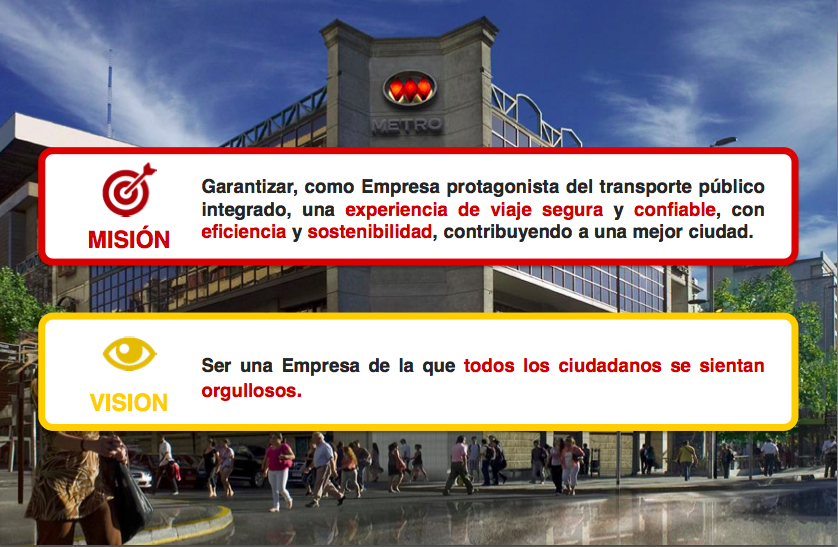 METRO
MISIÓN
Garantizar, como Empresa protagonista del transporte público
integrado, una experiencia de viaje segura y confiable, con
eficiencia y sostenibilidad, contribuyendo a una mejor ciudad.
VISION
Ser una Empresa de la que todos los ciudadanos se sientan
orgullosos.